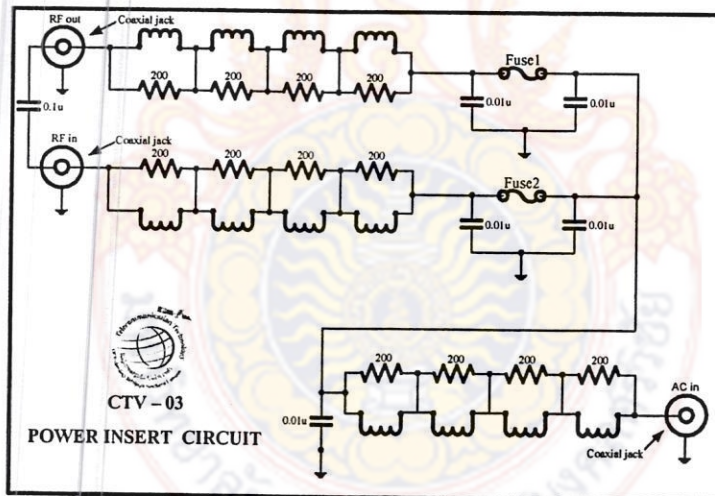 RF out
Coaxial jack
200 200 200 200
Fuse1
0.01u 0.01u
0.1u
RF in
Coaxial jack
200 200 200 200
Fuse2
0.01u 0.01u
Telecommunication Technology
CTV – 03
POWER INSERT CIRCUIT
200 200 200 200
0.01u
AC in
Coaxial jack